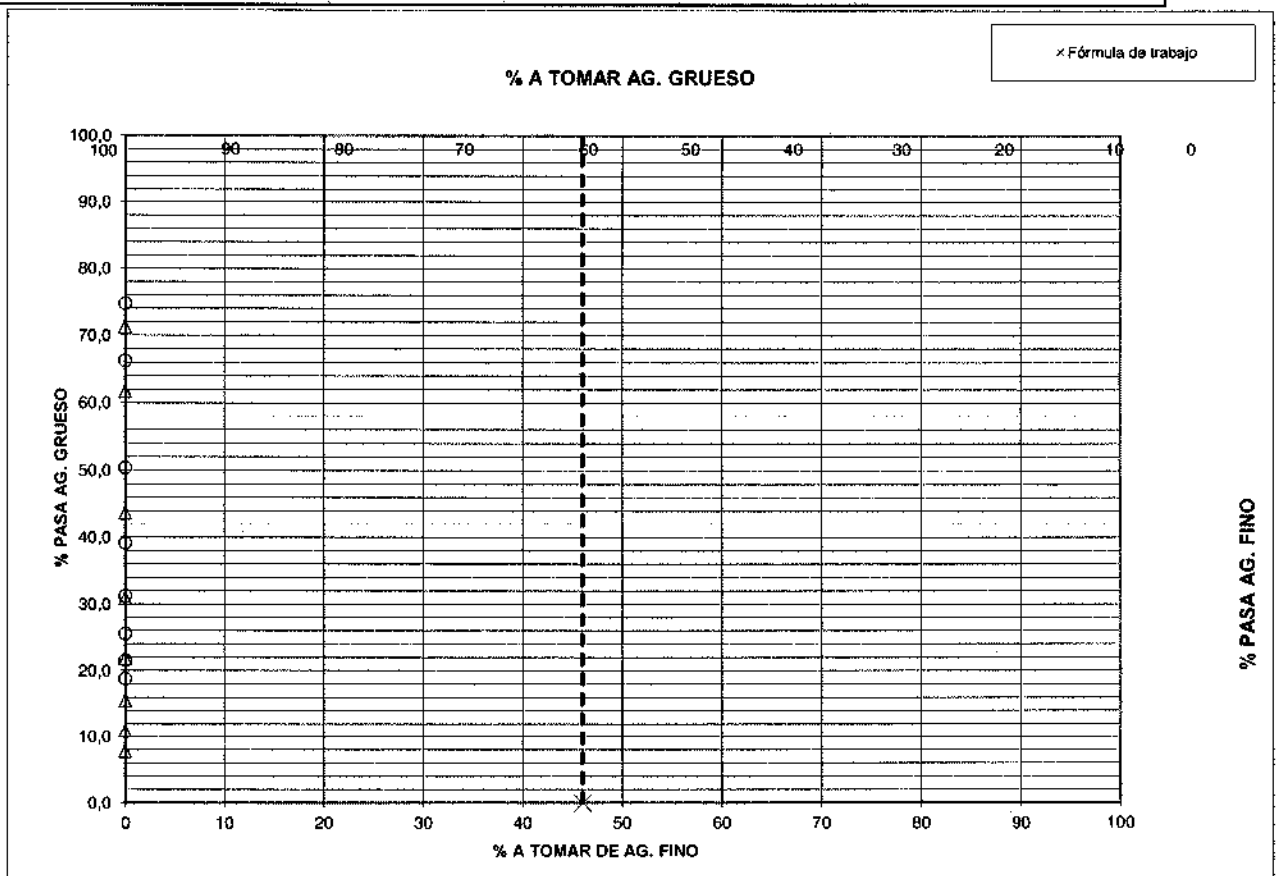 × Fórmula de trabajo
% A TOMAR AG. GRUESO
100,0
100 90 80 70 60 50 40 30 20 10 0
90,0
80,0
70,0
60,0
50,0
40,0
30,0
20,0
10,0
0,0
% PASA AG. GRUESO
% PASA AG. FINO
0 10 20 30 40 50 60 70 80 90 100
% A TOMAR DE AG. FINO